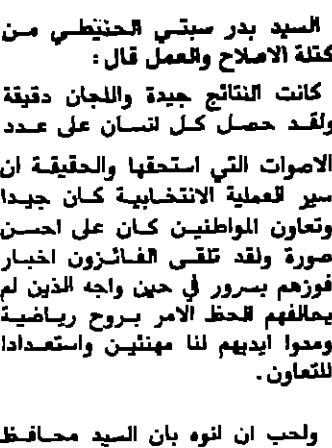 السيد بدر سبتي الحنيطي من
كتلة الاصلاح والعمل قال :
كانت النتائج جيدة واللجان دقيقة
ولقد حصل كل انسان على عدد
الاصوات التي استحقها والحقيقة ان
سير العملية الانتخابية كان جيدا
وتعاون المواطنين كان على احسن
صورة ولقد تلقى الفائزون اخبار
فوزهم بسرور في حين واجه الذين لم
يحالفهم الحظ الامر بروح رياضية
ومدوا ايديهم لنا مهنئين واستعدادا
للتعاون .
ولحب ان انوه بان السيد محافظ